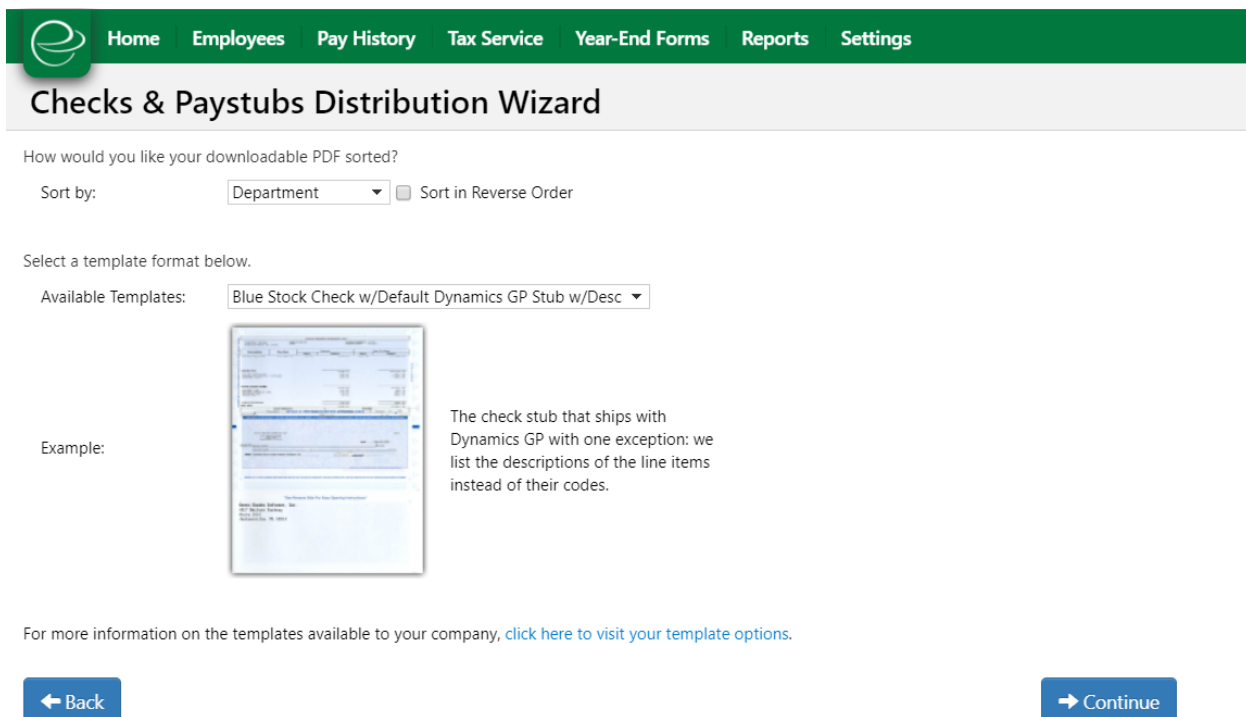 Home Employees Pay History Tax Service Year-End Forms Reports Settings
Checks & Paystubs Distribution Wizard
How would you like your downloadable PDF sorted?
Sort by: Department Sort in Reverse Order
Select a template format below.
Available Templates: Blue Stock Check w/Default Dynamics GP Stub w/Desc
Example:
The check stub that ships with
Dynamics GP with one exception: we
list the descriptions of the line items
instead of their codes.
For more information on the templates available to your company, click here to visit your template options.
Back Continue